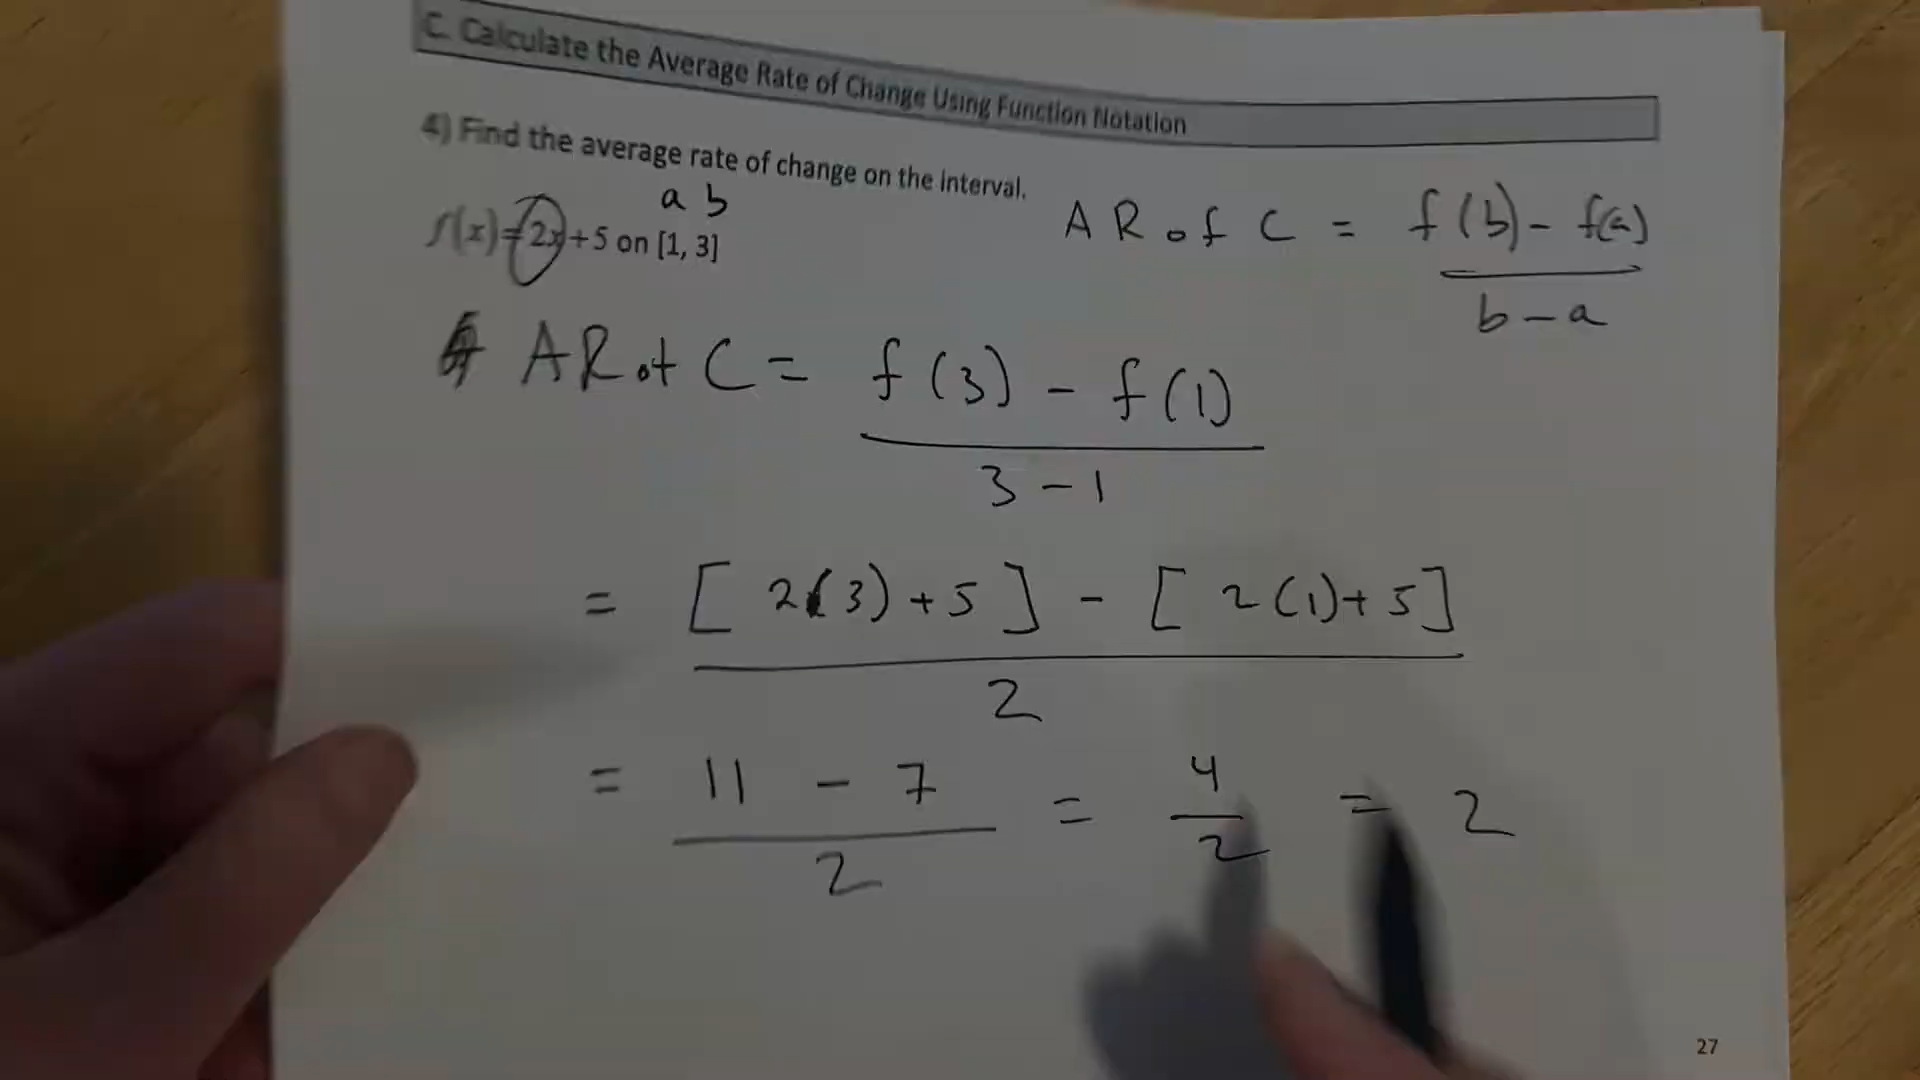 C. Calculate the Average Rate of Change Using Function Notation
4) Find the average rate of change on the interval.
a b
f(x)=2x+5 on [1, 3]
A R of C = f(b) - f(a)
b - a
A R of C = f(3) - f(1)
3 - 1
= [ 2(3) + 5 ] - [ 2(1) + 5 ]
2
= 11 - 7 = 4 = 2
2 2
27